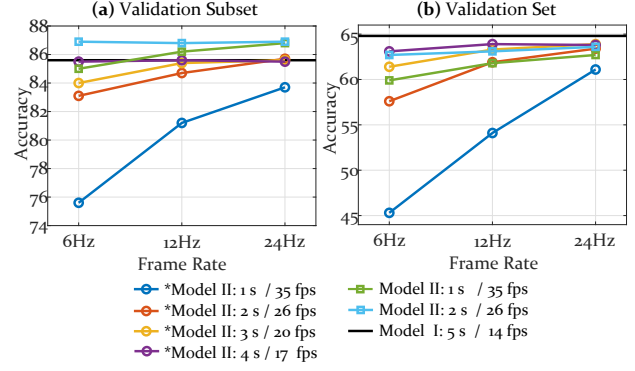 (a) Validation Subset
88
86
84
82
80
78
76
74
Accuracy
6Hz 12Hz 24Hz
Frame Rate
(b) Validation Set
65
60
55
50
45
Accuracy
6Hz 12Hz 24Hz
Frame Rate
*Model II: 1 s / 35 fps
*Model II: 2 s / 26 fps
*Model II: 3 s / 20 fps
*Model II: 4 s / 17 fps
Model II: 1 s / 35 fps
Model II: 2 s / 26 fps
Model I: 5 s / 14 fps